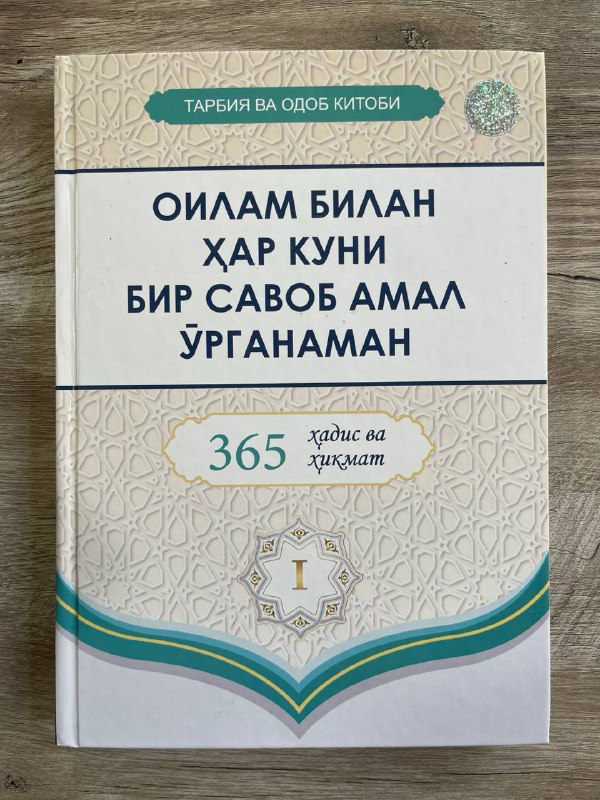 ТАРБИЯ ВА ОДОБ КИТОБИ
ОИЛАМ БИЛАН
ҲАР КУНИ
БИР САВОБ АМАЛ
ЎРГАНАМАН
365 ҳадис ва
ҳикмат
I